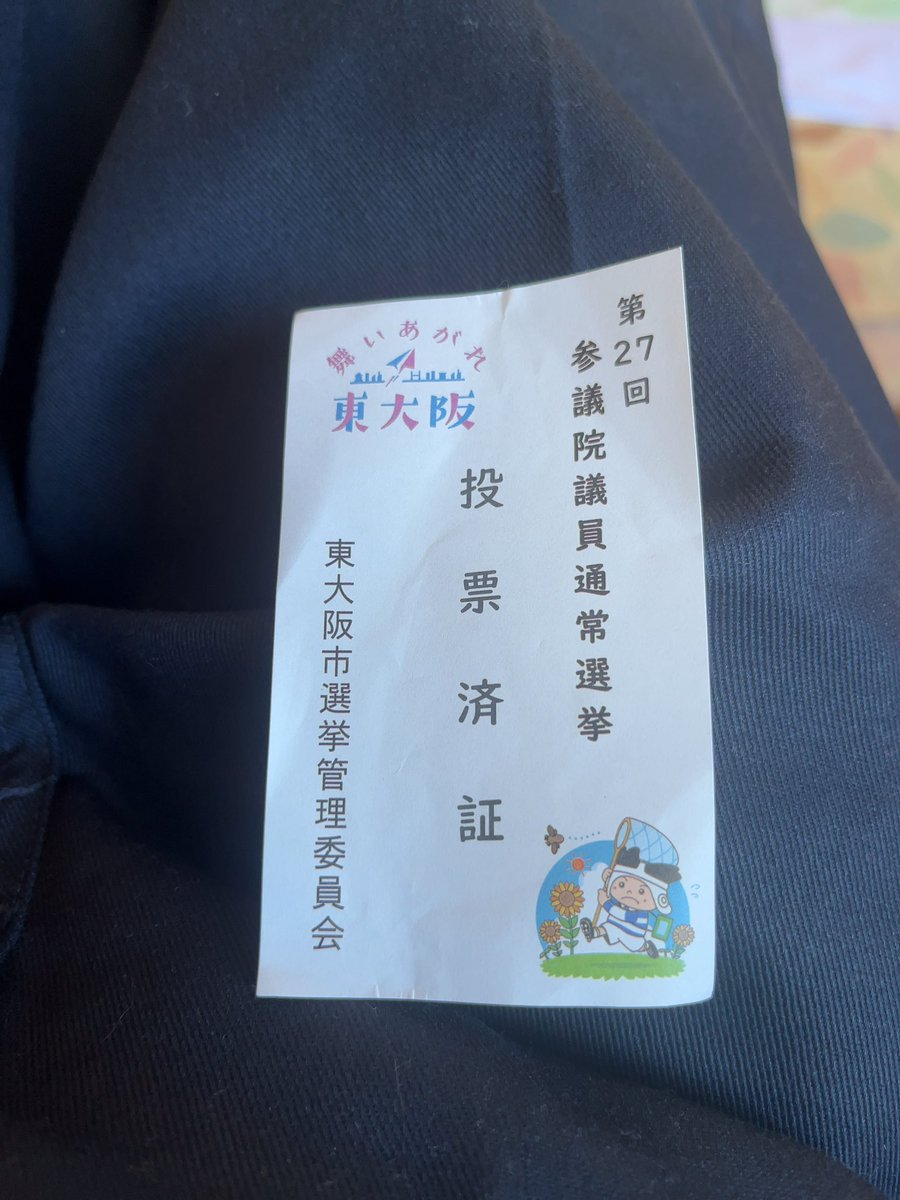 第27回
参議院議員通常選挙
投票済証
舞いあがれ
東大阪
東大阪市選挙管理委員会